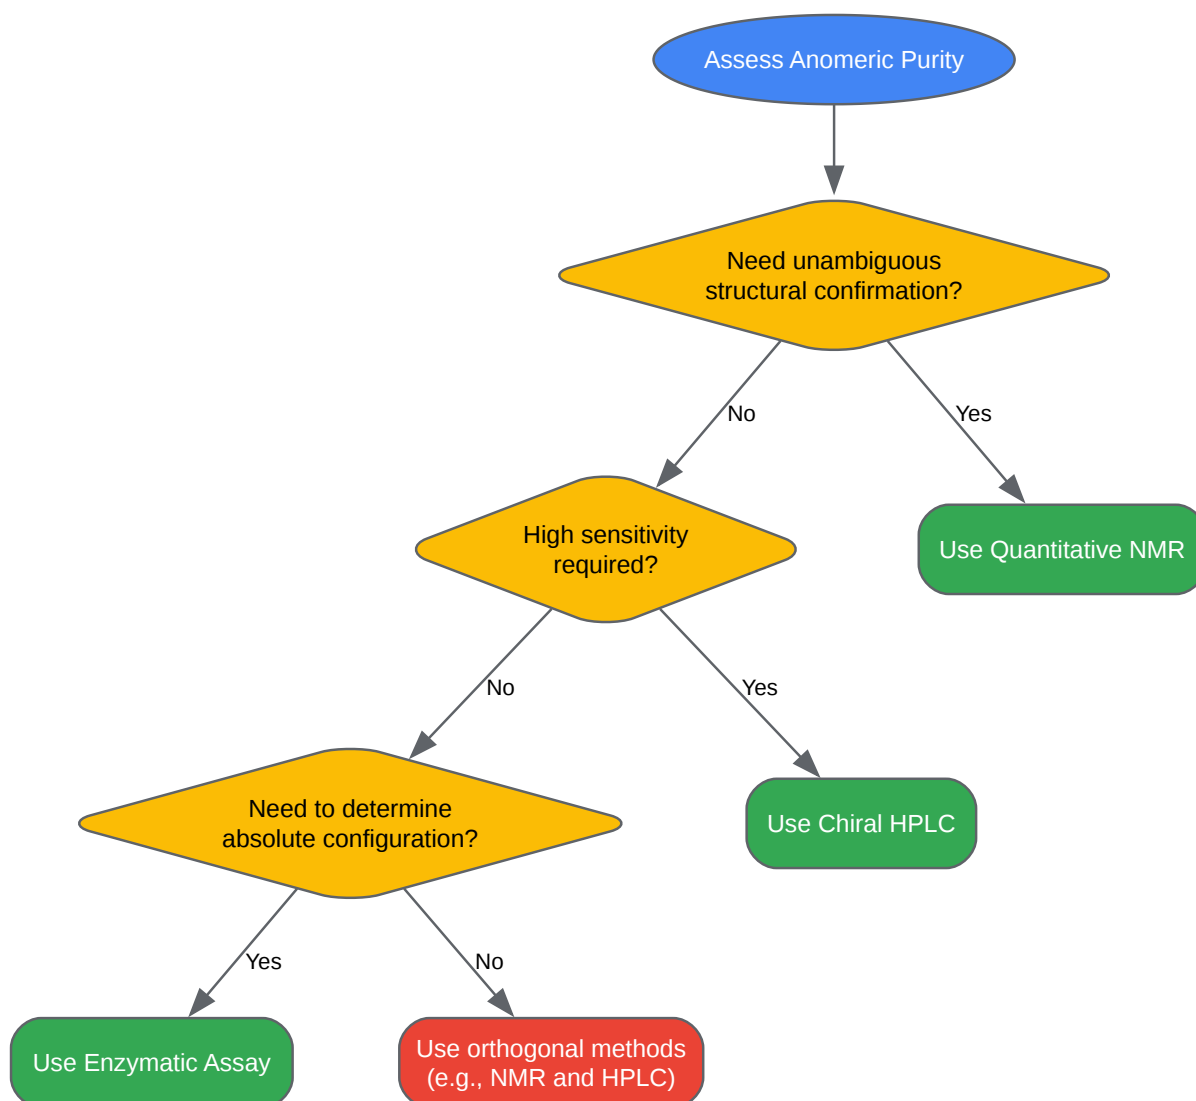 Assess Anomeric Purity
Need unambiguous
structural confirmation?
No
Yes
High sensitivity
required?
Use Quantitative NMR
No
Yes
Need to determine
absolute configuration?
Use Chiral HPLC
Yes
No
Use Enzymatic Assay
Use orthogonal methods
(e.g., NMR and HPLC)